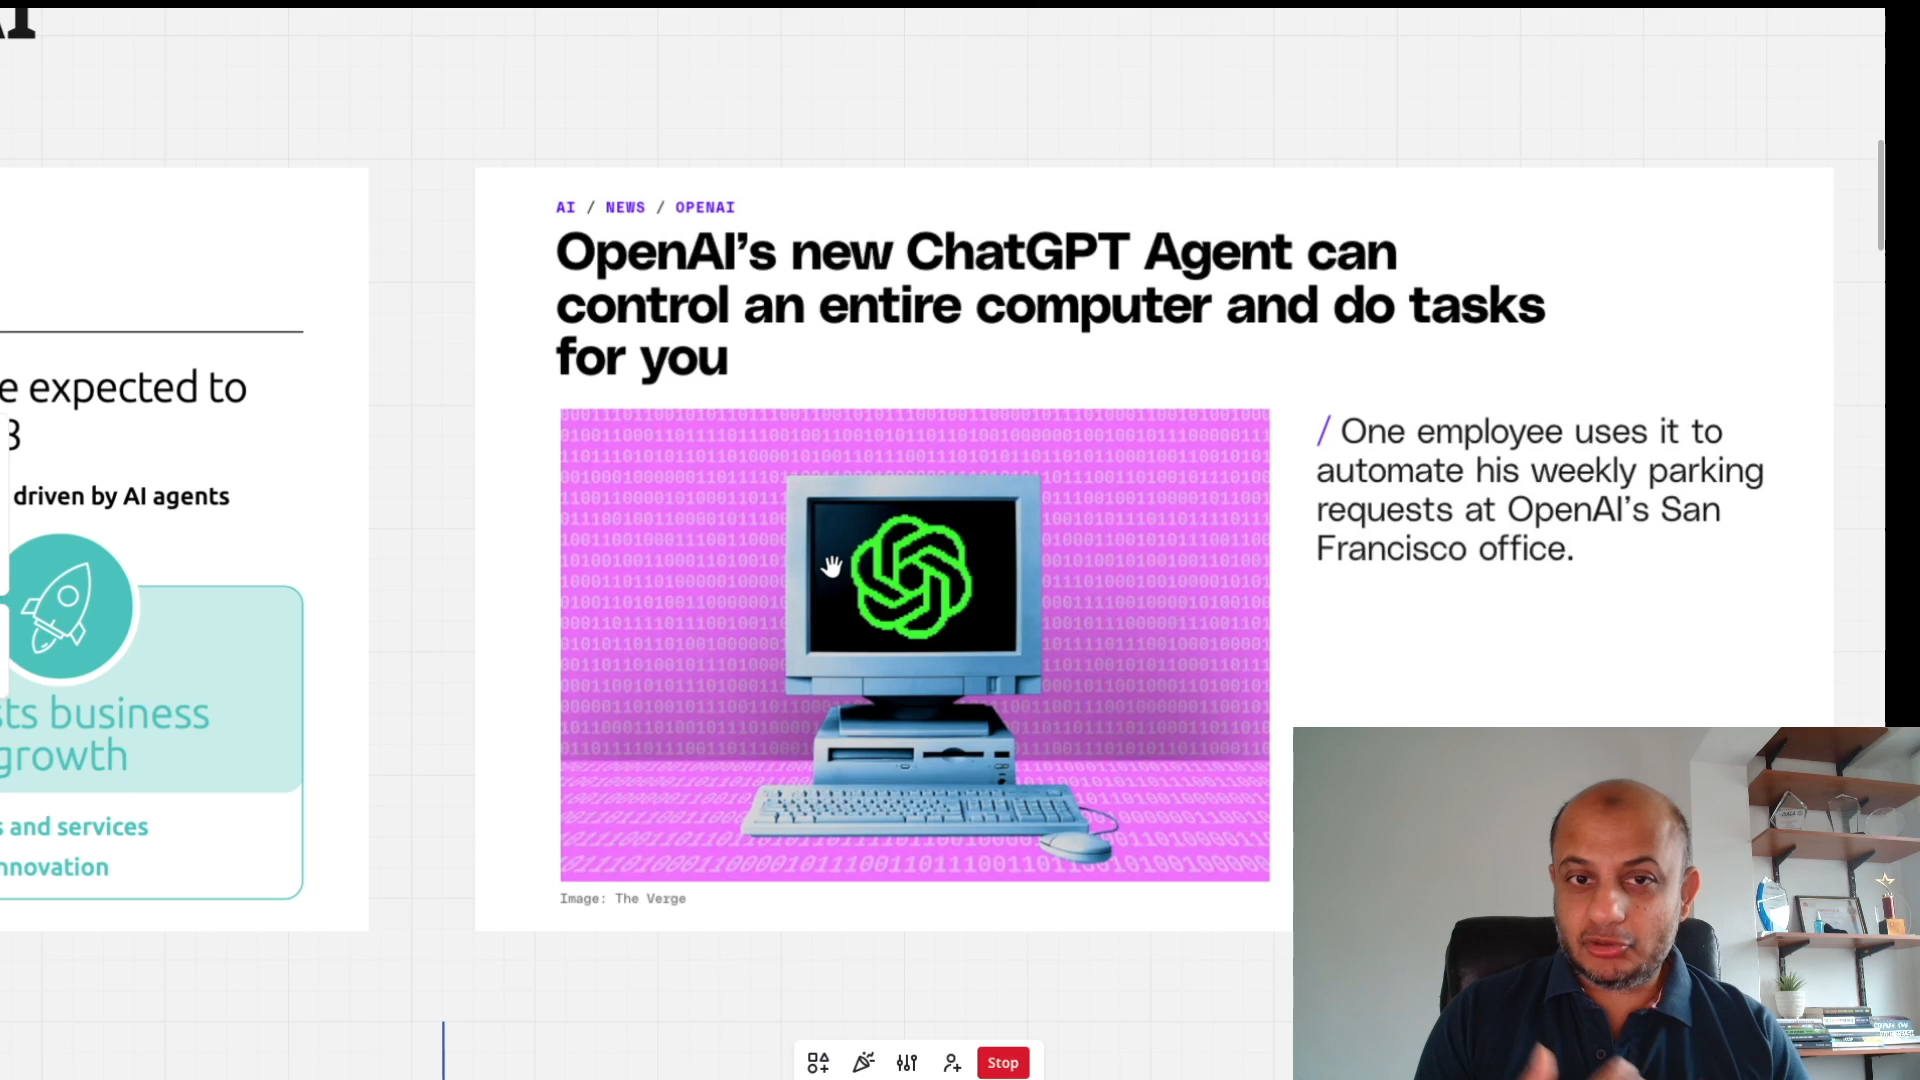 AI
e expected to
driven by AI agents
sts business
growth
s and services
nnovation
AI / NEWS / OPENAI
OpenAI’s new ChatGPT Agent can
control an entire computer and do tasks
for you
/ One employee uses it to
automate his weekly parking
requests at OpenAI’s San
Francisco office.
Image: The Verge
Stop